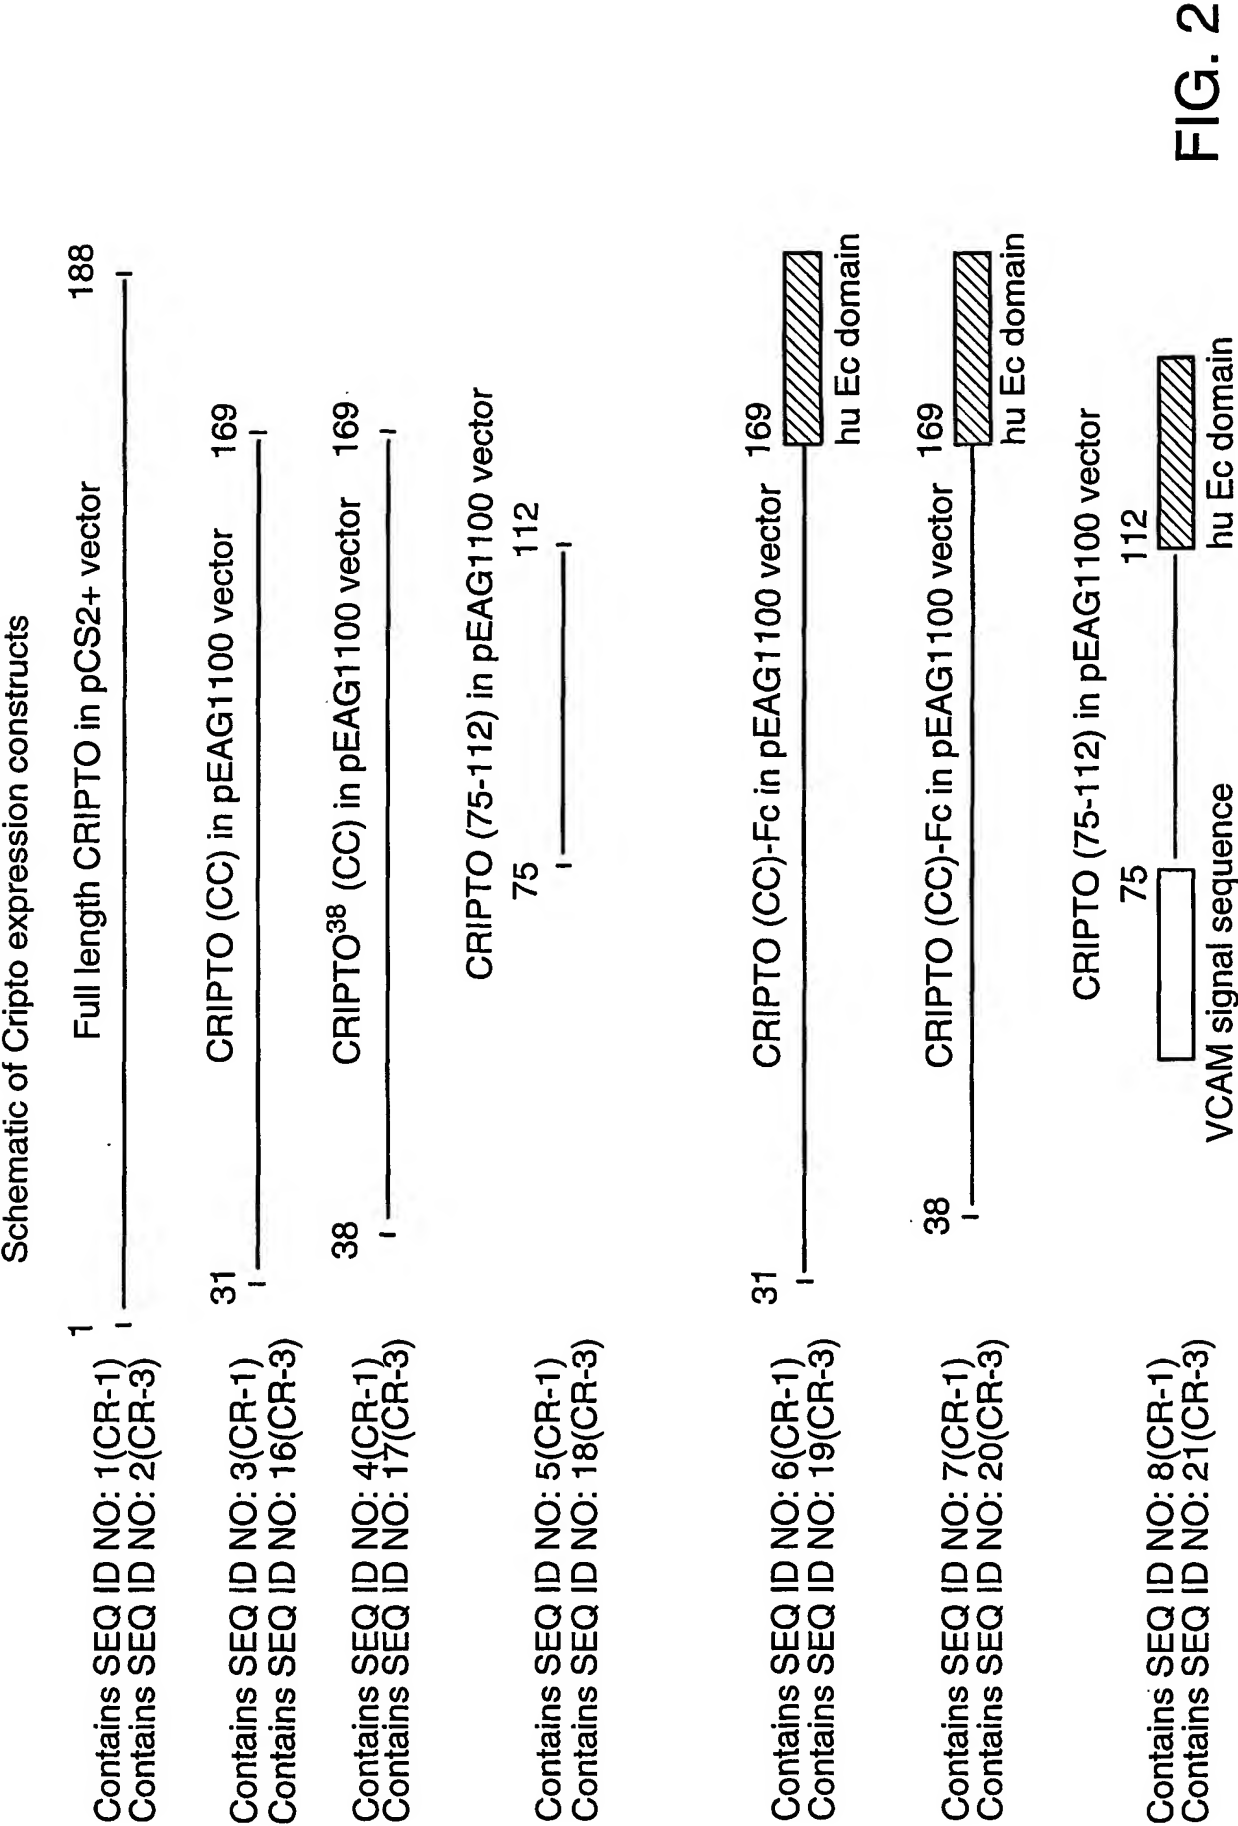 Schematic of Cripto expression constructs
Full length CRIPTO in pCS2+ vector
1
188
Contains SEQ ID NO: 1(CR-1)
Contains SEQ ID NO: 2(CR-3)
CRIPTO (CC) in pEAG1100 vector
31
169
Contains SEQ ID NO: 3(CR-1)
Contains SEQ ID NO: 16(CR-3)
CRIPTO38 (CC) in pEAG1100 vector
38
169
Contains SEQ ID NO: 4(CR-1)
Contains SEQ ID NO: 17(CR-3)
CRIPTO (75-112) in pEAG1100 vector
75
112
Contains SEQ ID NO: 5(CR-1)
Contains SEQ ID NO: 18(CR-3)
CRIPTO (CC)-Fc in pEAG1100 vector
31
169
Contains SEQ ID NO: 6(CR-1)
Contains SEQ ID NO: 19(CR-3)
hu Ec domain
CRIPTO (CC)-Fc in pEAG1100 vector
38
169
Contains SEQ ID NO: 7(CR-1)
Contains SEQ ID NO: 20(CR-3)
hu Ec domain
CRIPTO (75-112) in pEAG1100 vector
75
112
Contains SEQ ID NO: 8(CR-1)
Contains SEQ ID NO: 21(CR-3)
VCAM signal sequence
hu Ec domain
FIG. 2